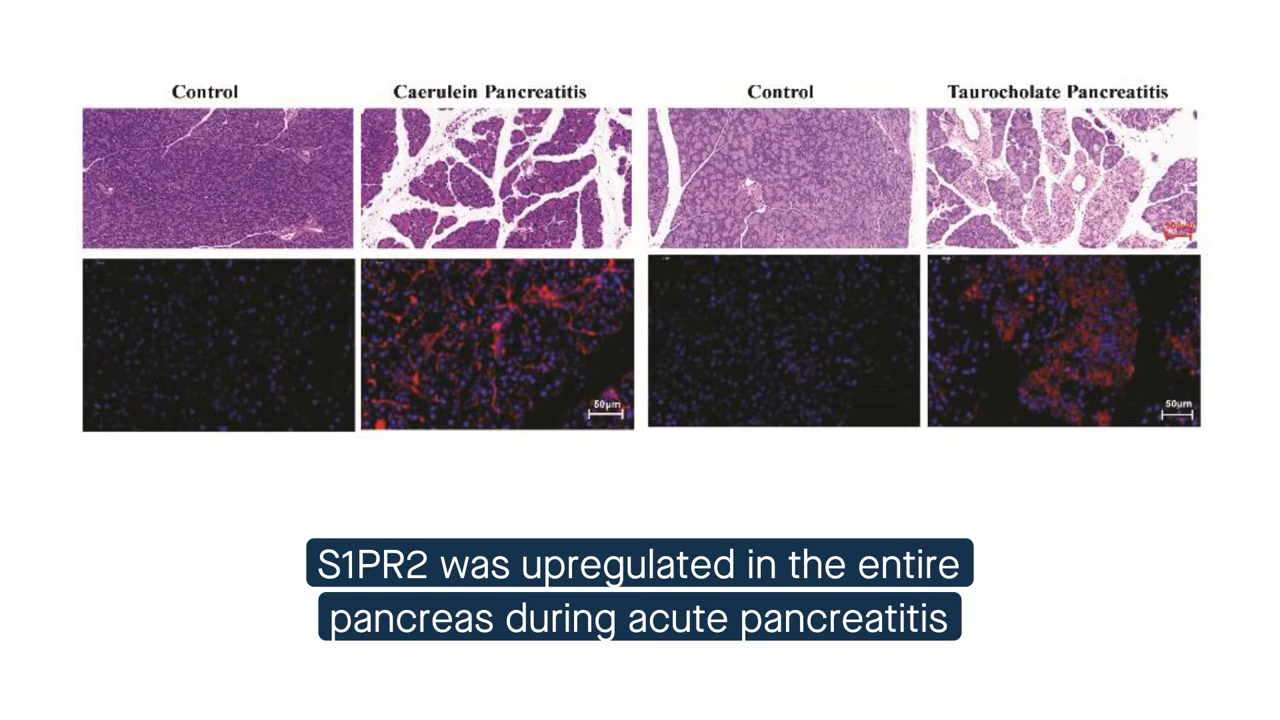 Control
Caerulein Pancreatitis
Control
Taurocholate Pancreatitis
50µm
50µm
S1PR2 was upregulated in the entire
pancreas during acute pancreatitis